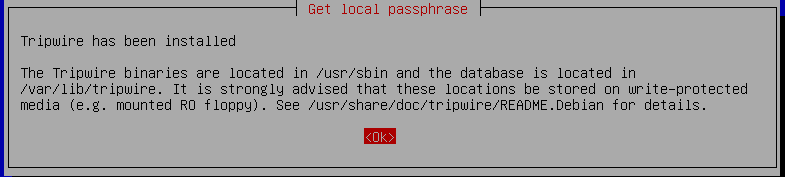 Get local passphrase
Tripwire has been installed
The Tripwire binaries are located in /usr/sbin and the database is located in
/var/lib/tripwire. It is strongly advised that these locations be stored on write-protected
media (e.g. mounted RO floppy). See /usr/share/doc/tripwire/README.Debian for details.
<Ok>